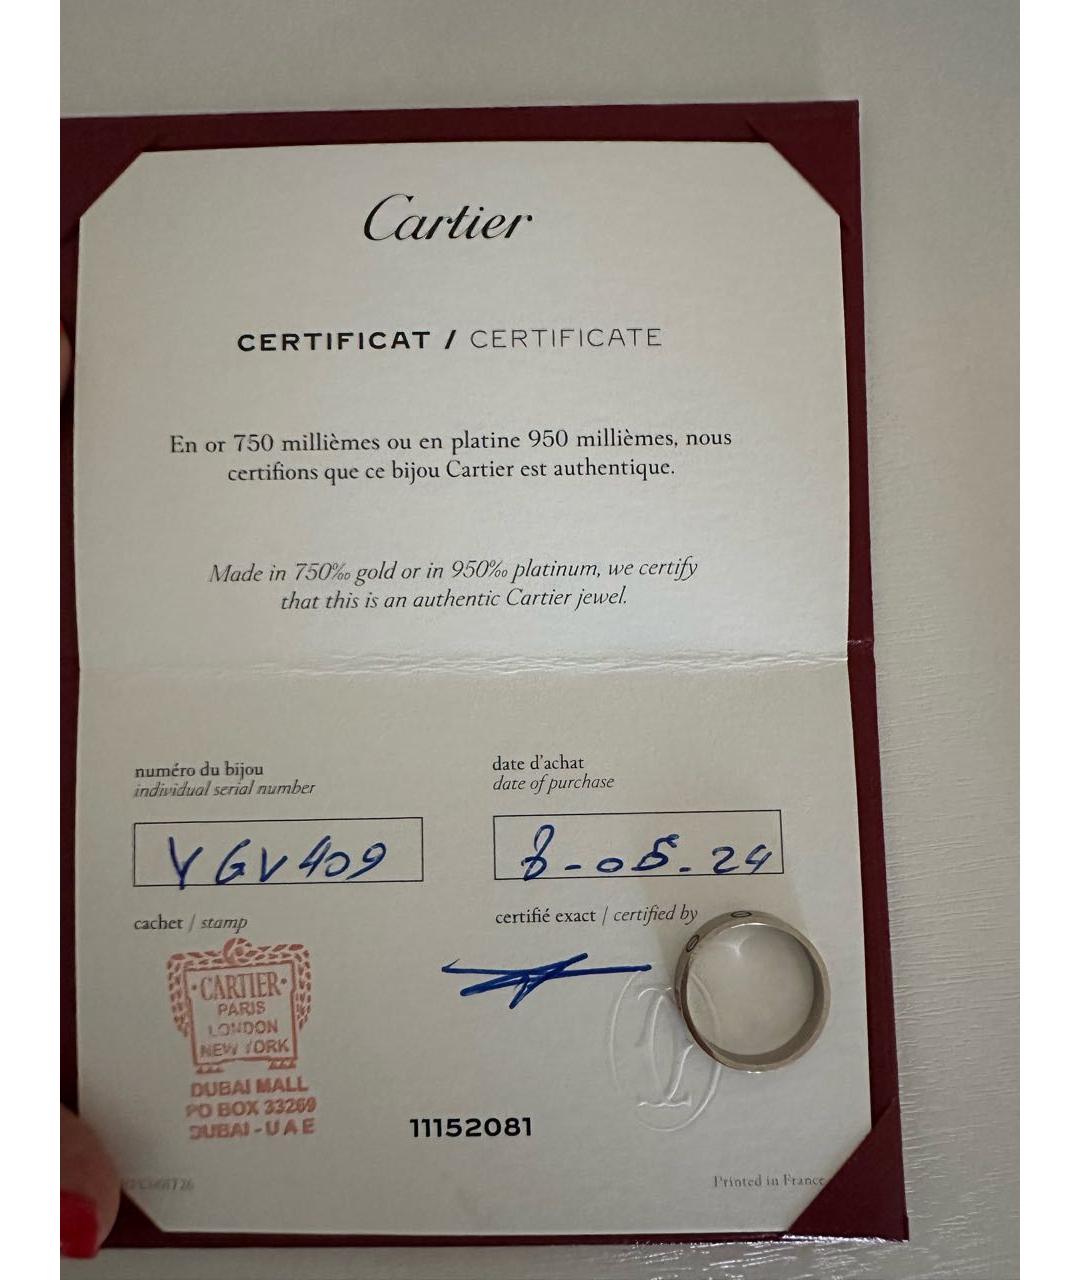 Cartier
CERTIFICAT / CERTIFICATE
En or 750 millièmes ou en platine 950 millièmes, nous
certifions que ce bijou Cartier est authentique.
Made in 750‰ gold or in 950‰ platinum, we certify
that this is an authentic Cartier jewel.
numéro du bijou
individual serial number
YGV409
date d'achat
date of purchase
8-05.24
cachet / stamp
CARTIER
PARIS
LONDON
NEW YORK
DUBAI MALL
PO BOX 33269
DUBAI - UAE
certifié exact / certified by
11152081
Printed in France